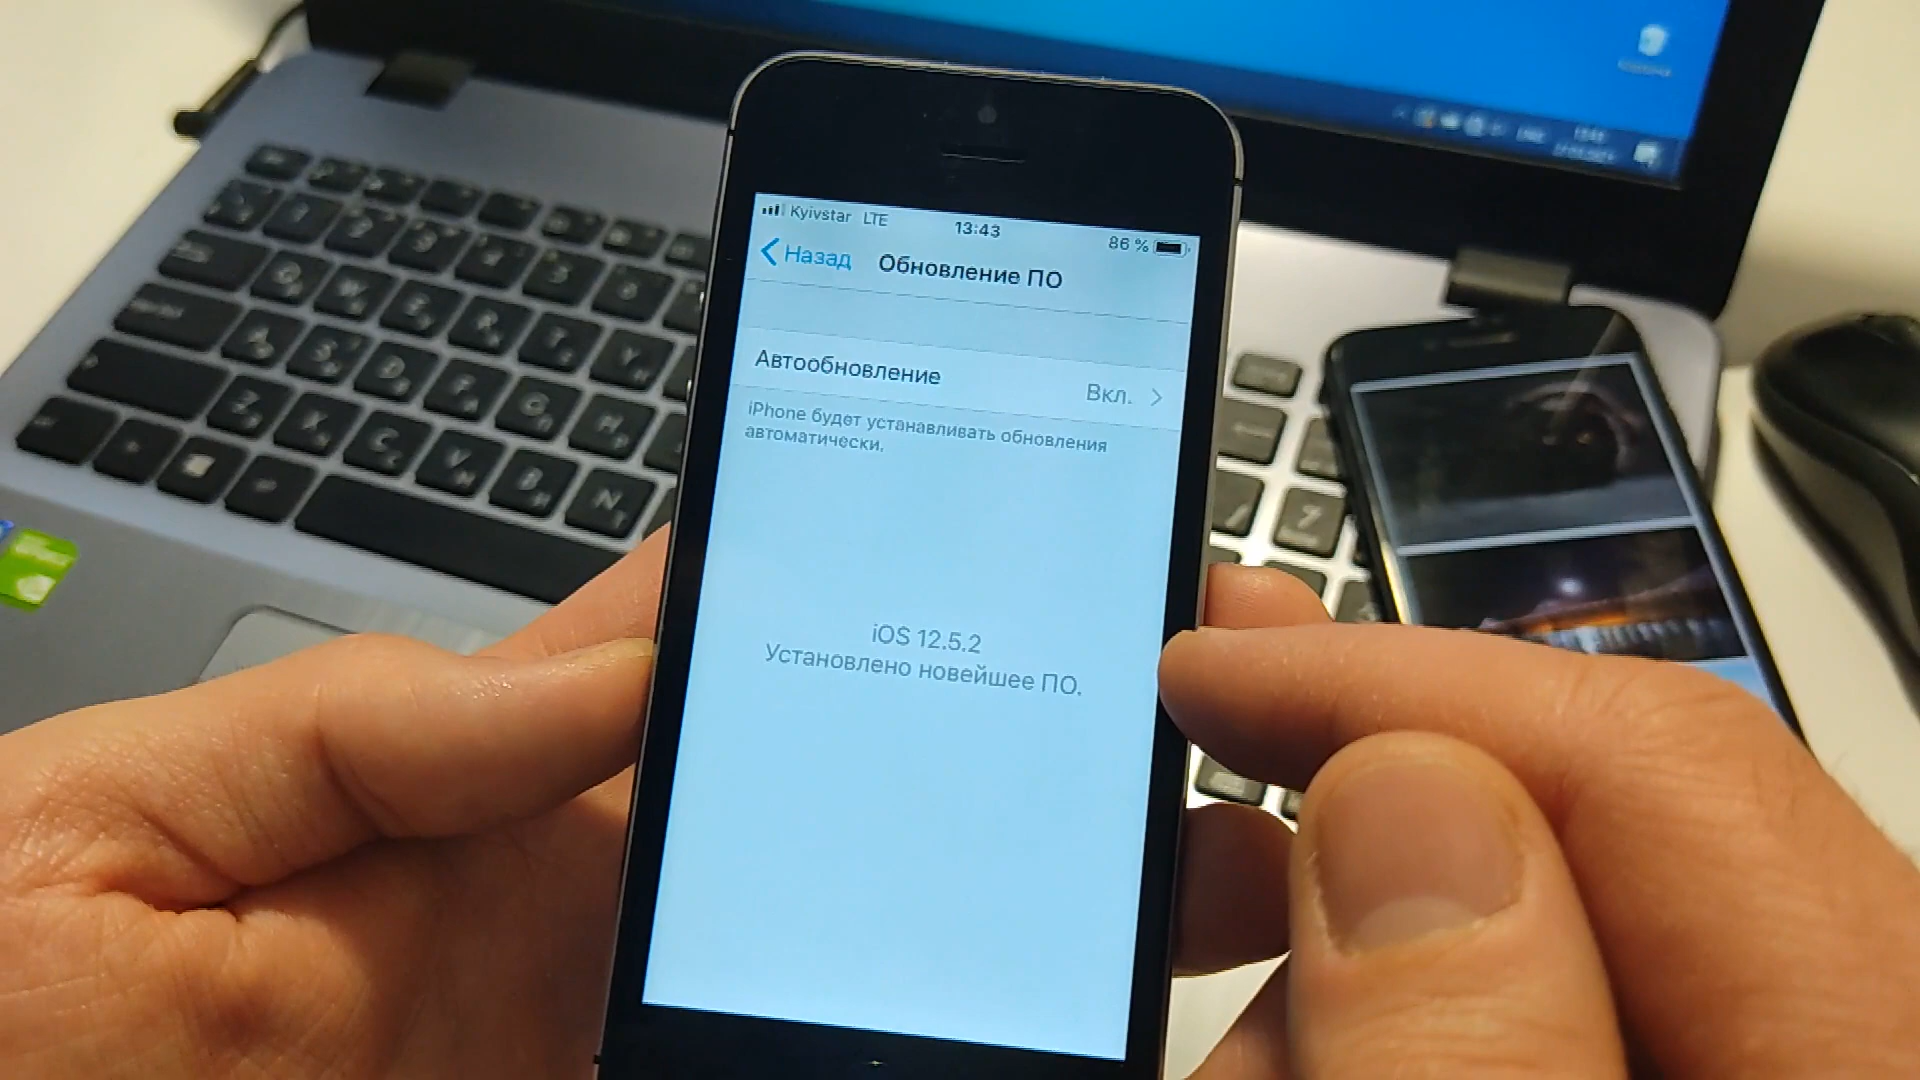 Kyivstar LTE 13:43 86 %
Назад Обновление ПО
Автообновление Вкл.
iPhone будет устанавливать обновления
автоматически.
iOS 12.5.2
Установлено новейшее ПО.